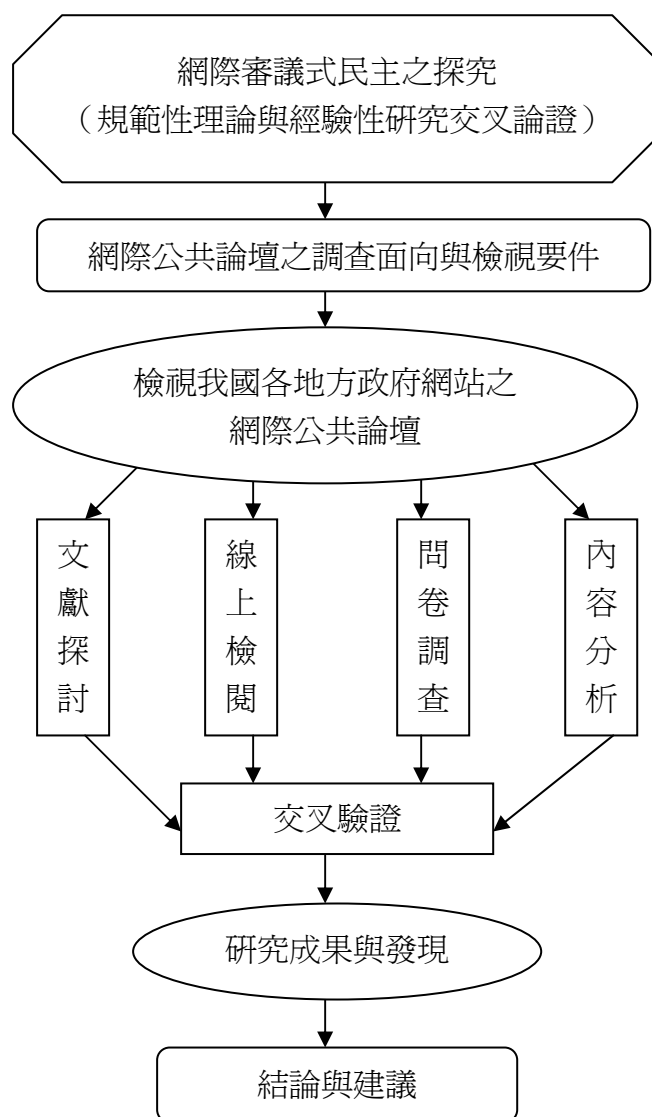 網際審議式民主之探究
（規範性理論與經驗性研究交叉論證）
網際公共論壇之調查面向與檢視要件
檢視我國各地方政府網站之
網際公共論壇
文獻探討
線上檢閱
問卷調查
內容分析
交叉驗證
研究成果與發現
結論與建議